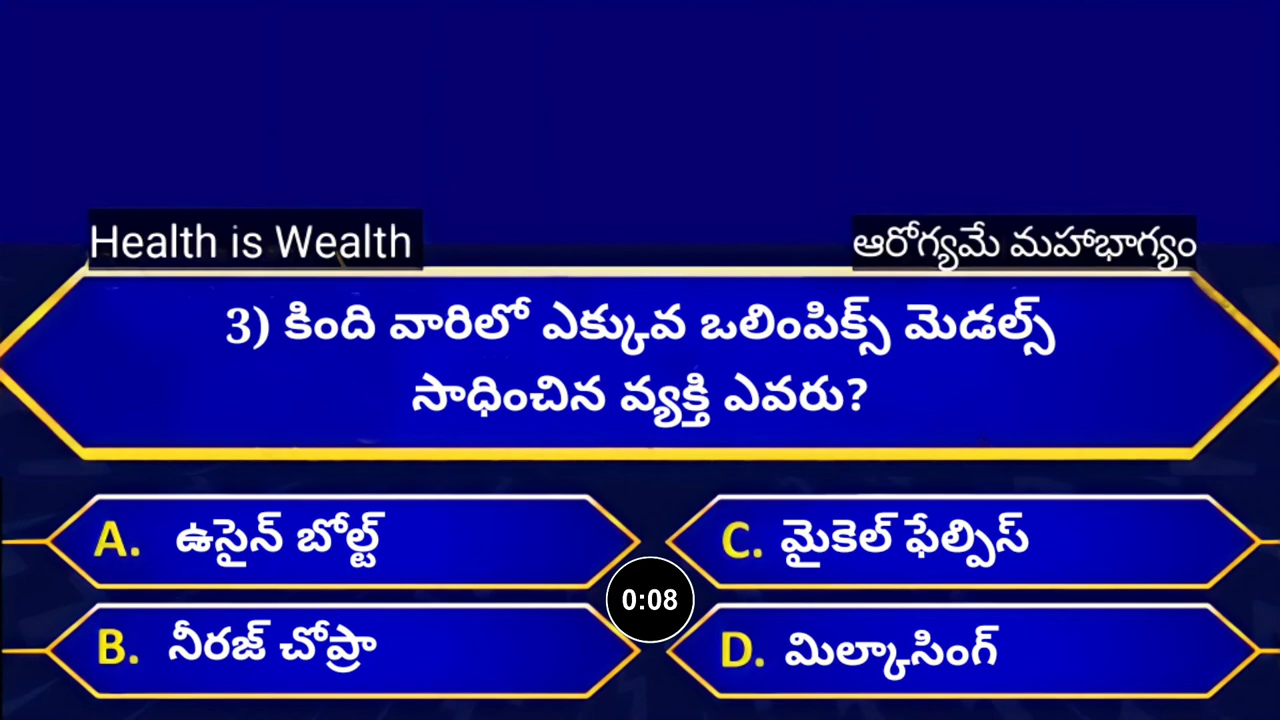 Health is Wealth
ఆరోగ్యమే మహాభాగ్యం
3) కింది వారిలో ఎక్కువ ఒలింపిక్స్ మెడల్స్
సాధించిన వ్యక్తి ఎవరు?
A. ఉసైన్ బోల్ట్
C. మైకెల్ ఫేల్పిస్
0:08
B. నీరజ్ చోప్రా
D. మిల్కాసింగ్